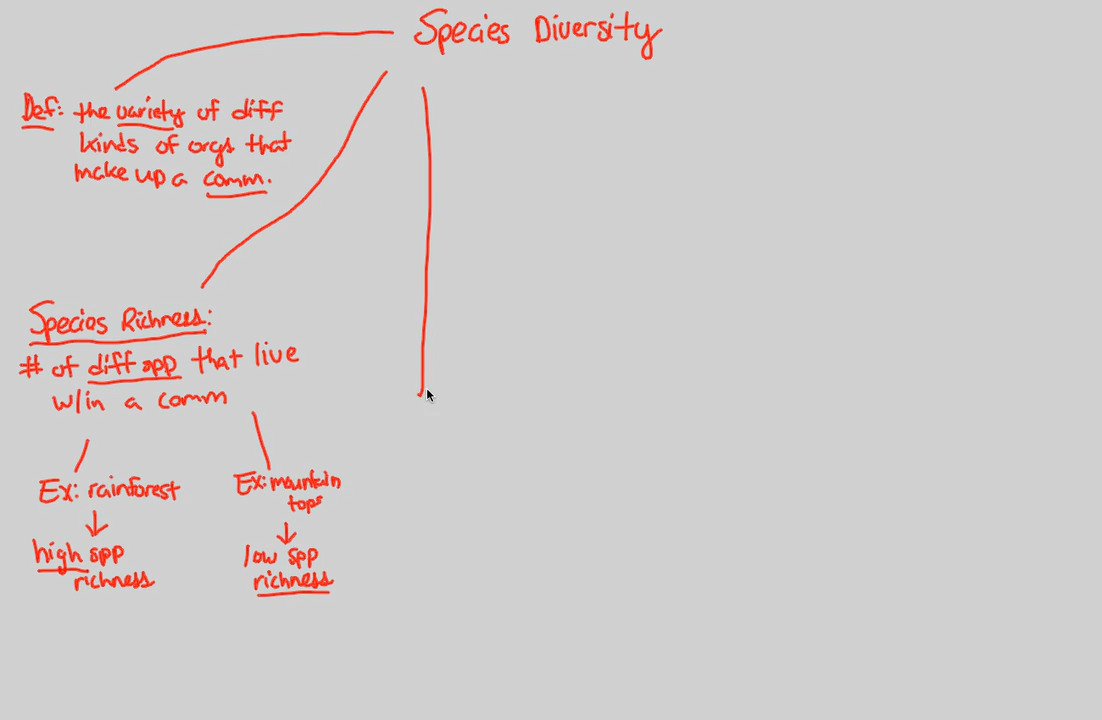 Species Diversity
Def: the variety of diff
kinds of orgs that
make up a comm.
Species Richness:
# of diff spp that live
w/in a comm
Ex: rainforest
↓
high spp
richness
Ex: mountain
tops
↓
low spp
richness